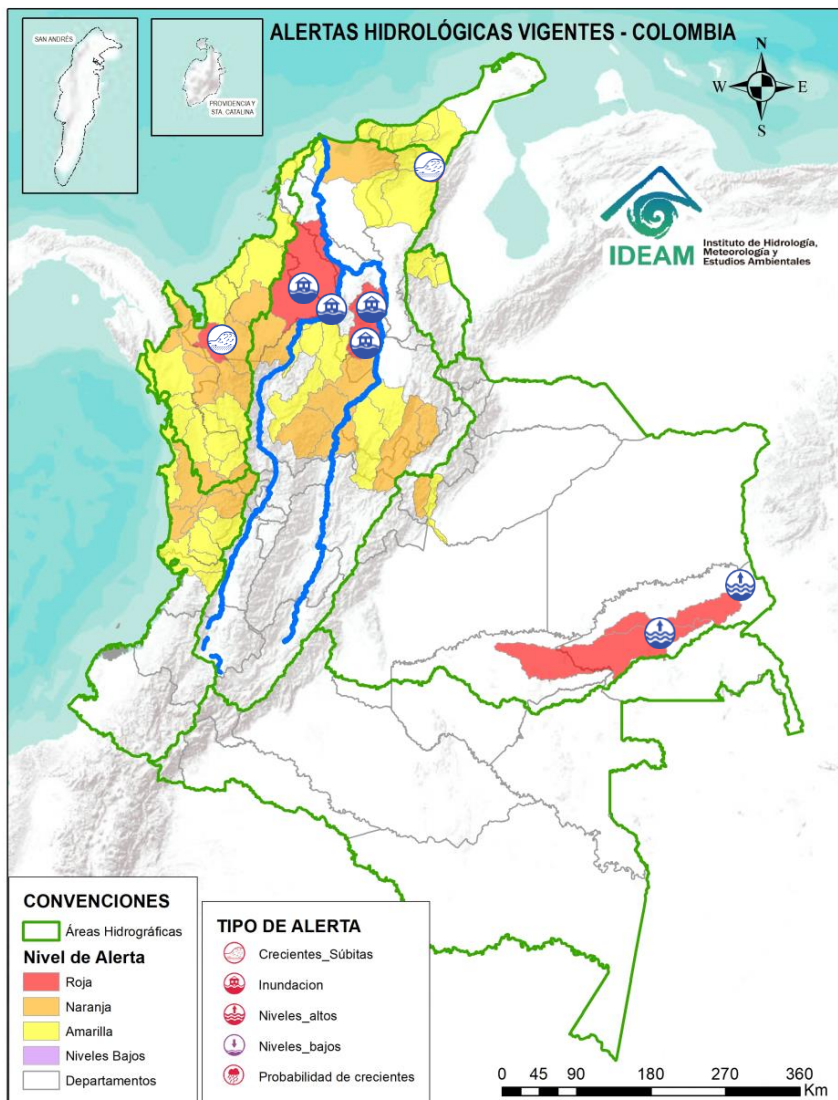 ALERTAS HIDROLÓGICAS VIGENTES - COLOMBIA
SAN ANDRÉS
PROVIDENCIA Y
STA. CATALINA
N
W
E
S
IDEAM
Instituto de Hidrología,
Meteorología y
Estudios Ambientales
CONVENCIONES
Áreas Hidrográficas
Nivel de Alerta
Roja
Naranja
Amarilla
Niveles Bajos
Departamentos
TIPO DE ALERTA
Crecientes_Súbitas
Inundacion
Niveles_altos
Niveles_bajos
Probabilidad de crecientes
0 45 90 180 270 360
Km